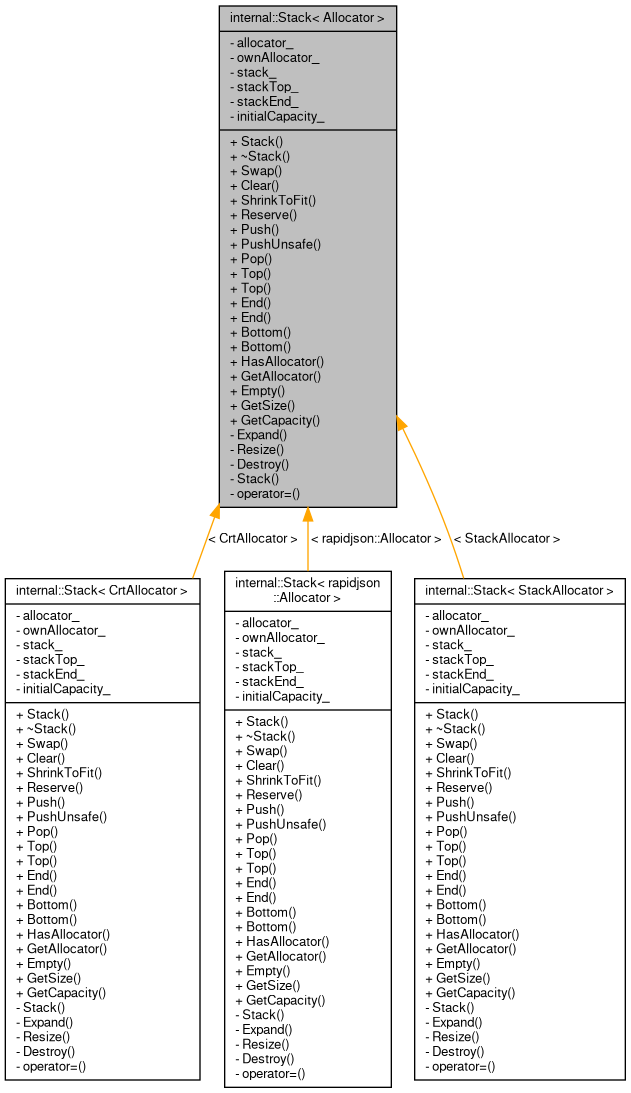 internal::Stack< Allocator >
- allocator_
- ownAllocator_
- stack_
- stackTop_
- stackEnd_
- initialCapacity_
+ Stack()
+ ~Stack()
+ Swap()
+ Clear()
+ ShrinkToFit()
+ Reserve()
+ Push()
+ PushUnsafe()
+ Pop()
+ Top()
+ Top()
+ End()
+ End()
+ Bottom()
+ Bottom()
+ HasAllocator()
+ GetAllocator()
+ Empty()
+ GetSize()
+ GetCapacity()
- Expand()
- Resize()
- Destroy()
- Stack()
- operator=()
< CrtAllocator >
< rapidjson::Allocator >
< StackAllocator >
internal::Stack< CrtAllocator >
- allocator_
- ownAllocator_
- stack_
- stackTop_
- stackEnd_
- initialCapacity_
+ Stack()
+ ~Stack()
+ Swap()
+ Clear()
+ ShrinkToFit()
+ Reserve()
+ Push()
+ PushUnsafe()
+ Pop()
+ Top()
+ Top()
+ End()
+ End()
+ Bottom()
+ Bottom()
+ HasAllocator()
+ GetAllocator()
+ Empty()
+ GetSize()
+ GetCapacity()
- Stack()
- Expand()
- Resize()
- Destroy()
- operator=()
internal::Stack< rapidjson
::Allocator >
- allocator_
- ownAllocator_
- stack_
- stackTop_
- stackEnd_
- initialCapacity_
+ Stack()
+ ~Stack()
+ Swap()
+ Clear()
+ ShrinkToFit()
+ Reserve()
+ Push()
+ PushUnsafe()
+ Pop()
+ Top()
+ Top()
+ End()
+ End()
+ Bottom()
+ Bottom()
+ HasAllocator()
+ GetAllocator()
+ Empty()
+ GetSize()
+ GetCapacity()
- Stack()
- Expand()
- Resize()
- Destroy()
- operator=()
internal::Stack< StackAllocator >
- allocator_
- ownAllocator_
- stack_
- stackTop_
- stackEnd_
- initialCapacity_
+ Stack()
+ ~Stack()
+ Swap()
+ Clear()
+ ShrinkToFit()
+ Reserve()
+ Push()
+ PushUnsafe()
+ Pop()
+ Top()
+ Top()
+ End()
+ End()
+ Bottom()
+ Bottom()
+ HasAllocator()
+ GetAllocator()
+ Empty()
+ GetSize()
+ GetCapacity()
- Stack()
- Expand()
- Resize()
- Destroy()
- operator=()